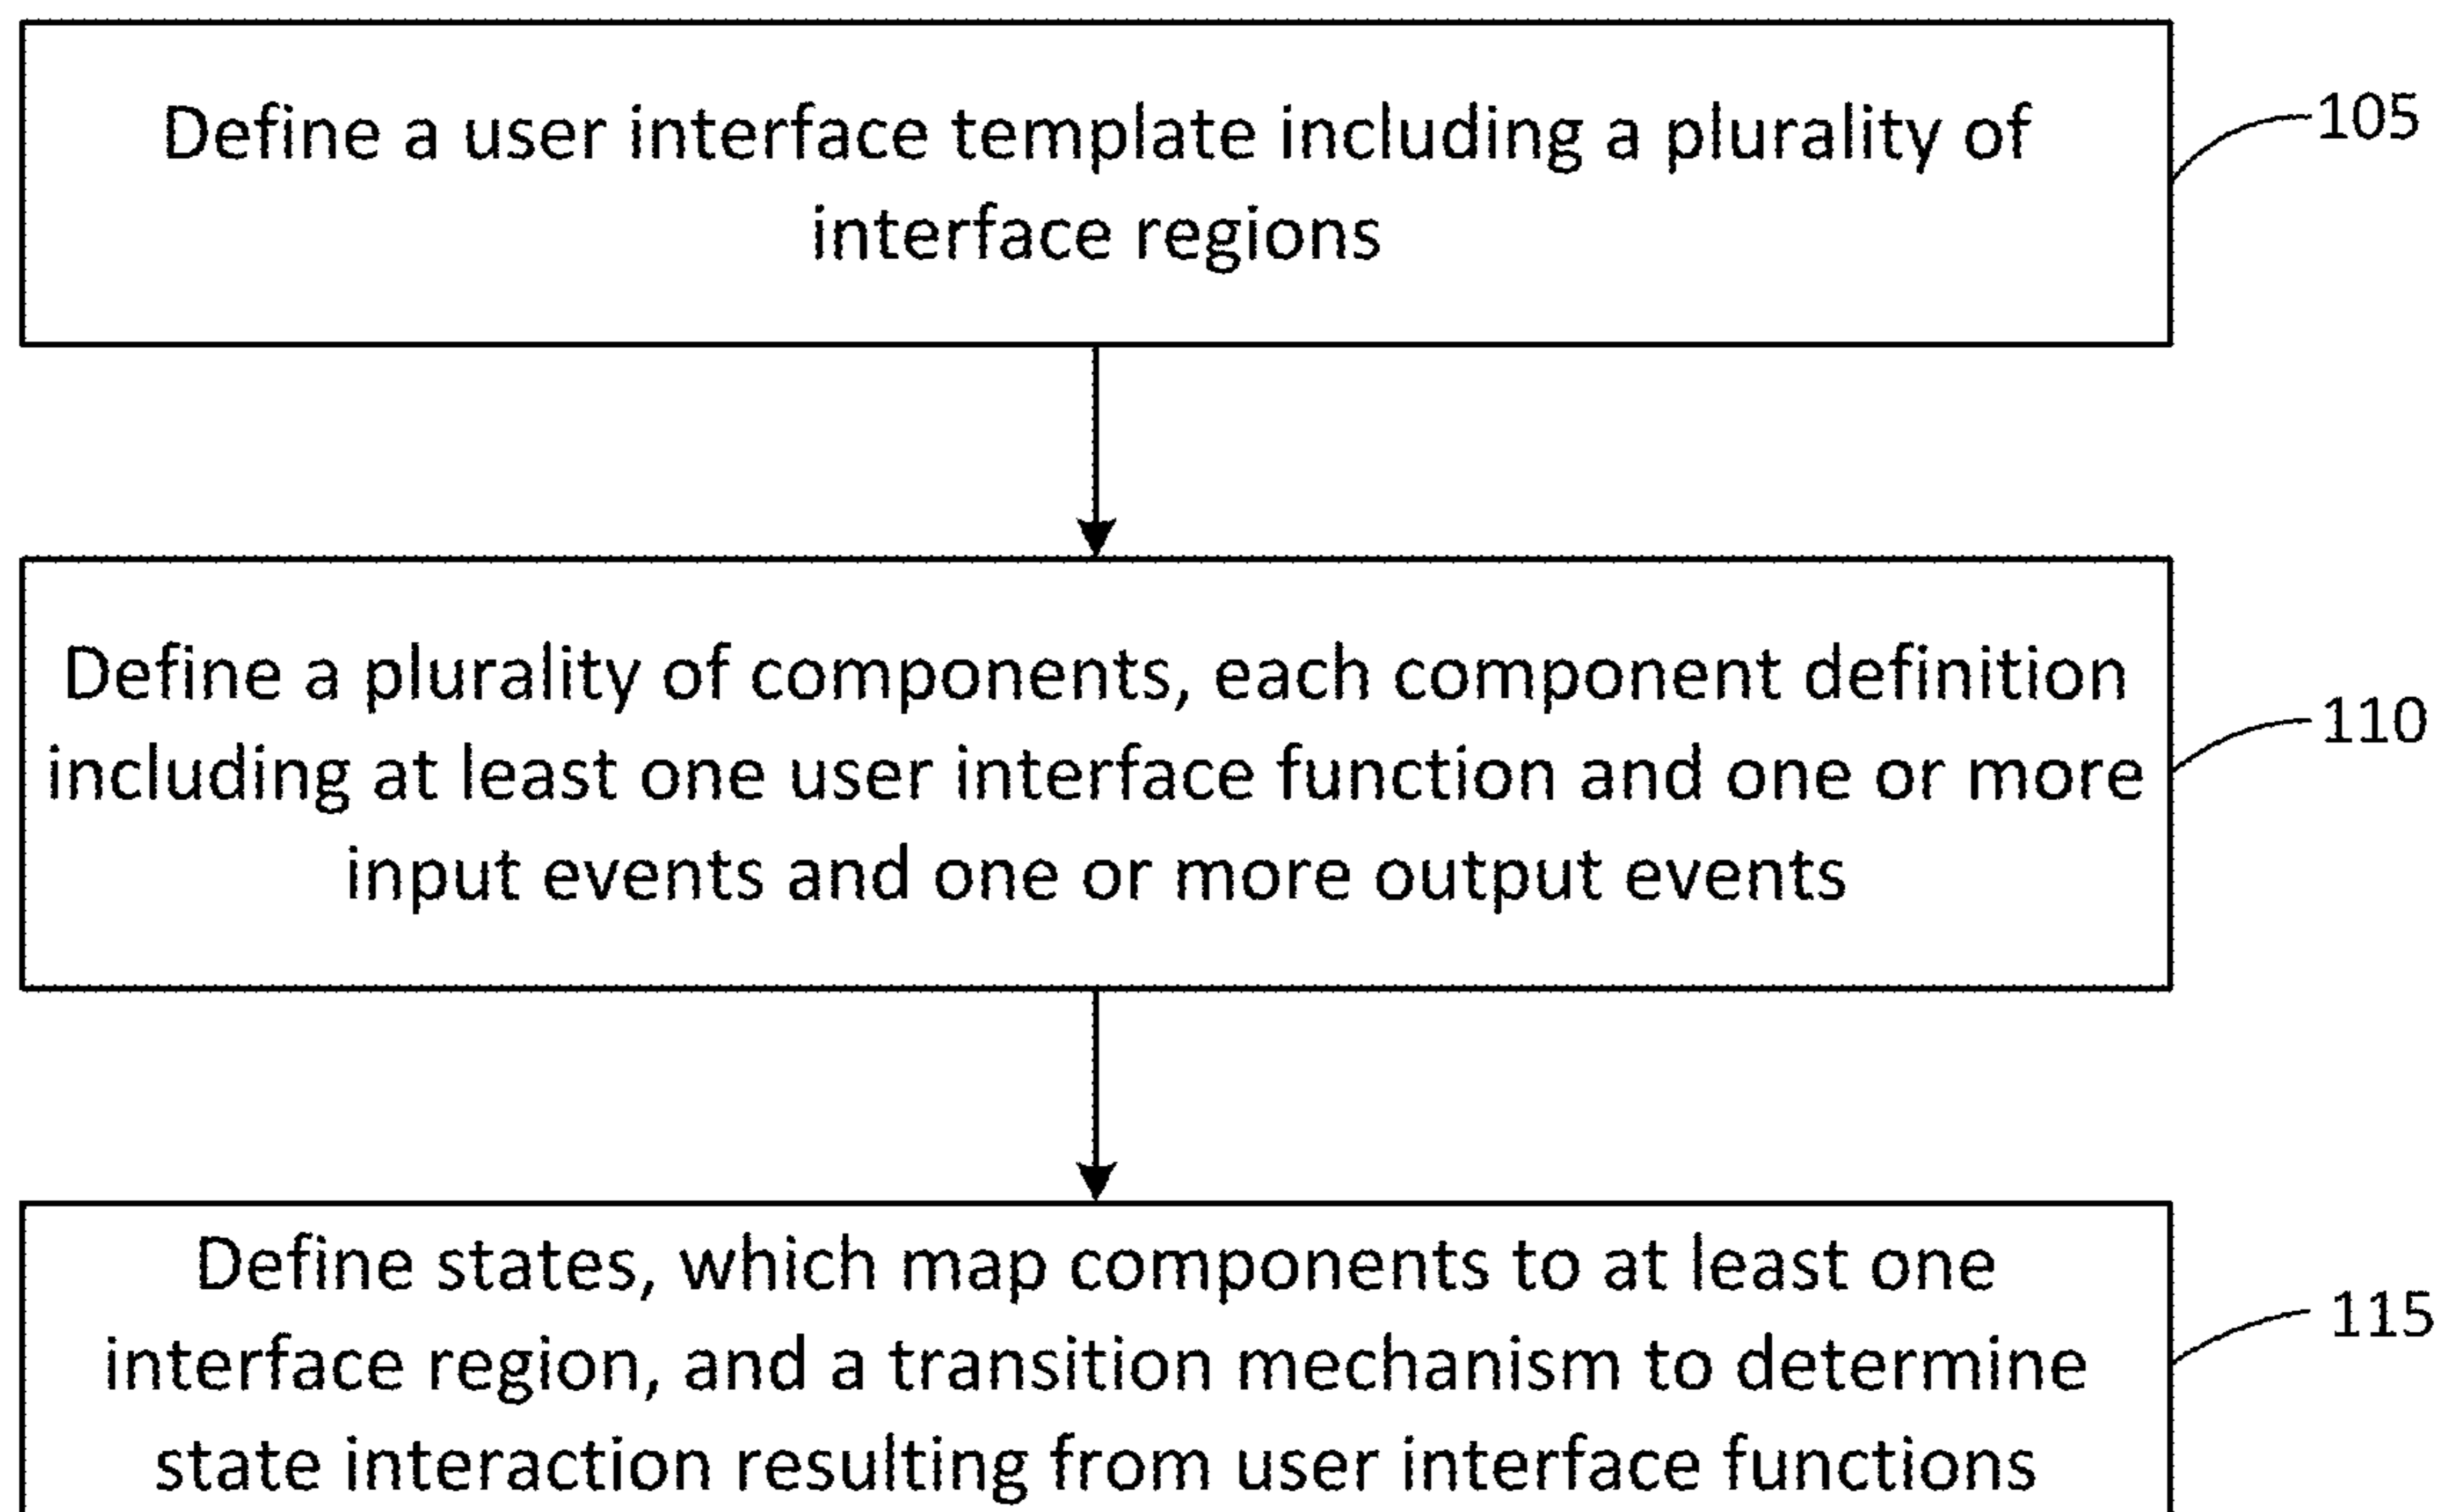 Define a user interface template including a plurality of
interface regions
105
Define a plurality of components, each component definition
including at least one user interface function and one or more
input events and one or more output events
110
Define states, which map components to at least one
interface region, and a transition mechanism to determine
state interaction resulting from user interface functions
115